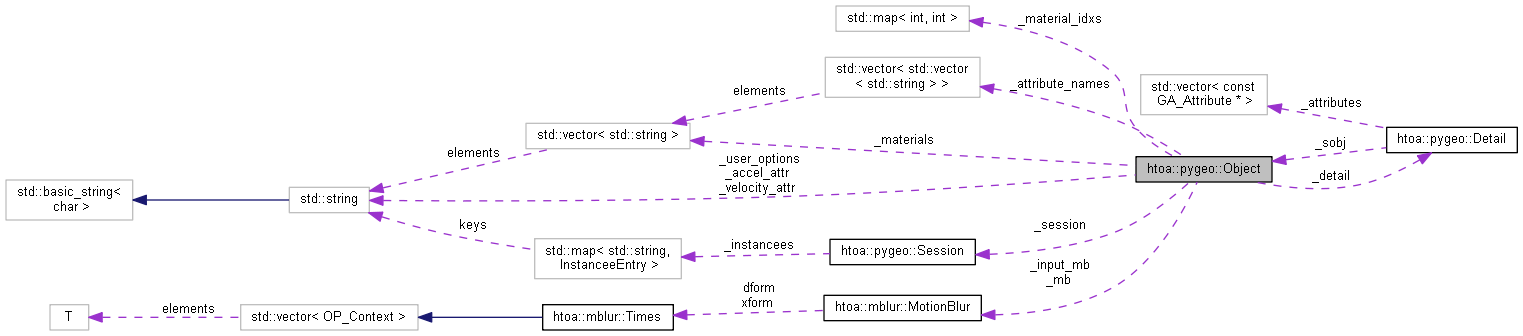 std::map< int, int >
_material_idxs
std::vector< std::vector
< std::string > >
_attribute_names
elements
std::vector< const
GA_Attribute * >
_attributes
std::vector< std::string >
_materials
htoa::pygeo::Detail
_sobj
elements
_user_options
_accel_attr
_velocity_attr
htoa::pygeo::Object
_detail
std::basic_string<
char >
std::string
keys
_session
std::map< std::string,
InstanceeEntry >
_instancees
htoa::pygeo::Session
_input_mb
_mb
dform
xform
htoa::mblur::MotionBlur
elements
T
std::vector< OP_Context >
htoa::mblur::Times